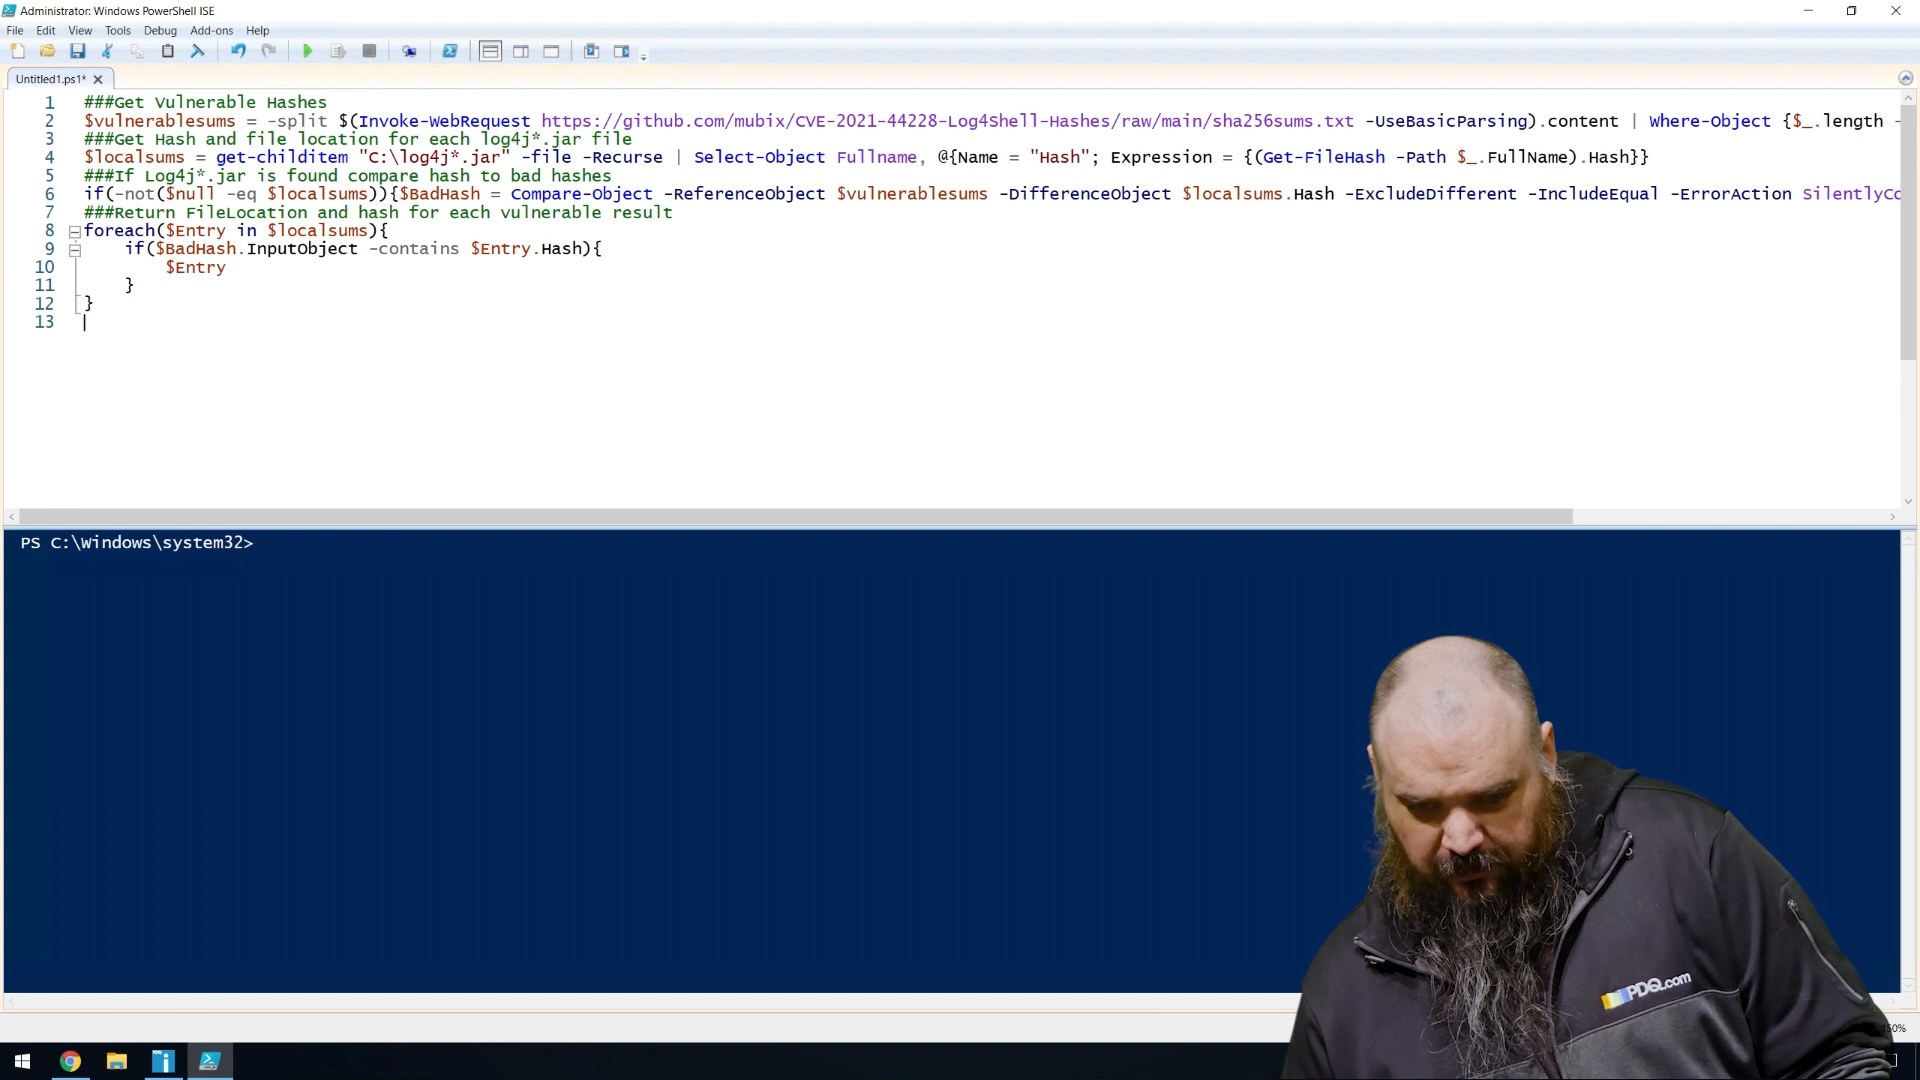 Administrator: Windows PowerShell ISE
File Edit View Tools Debug Add-ons Help
Untitled1.ps1*
1 ###Get Vulnerable Hashes
2 $vulnerablesums = -split $(Invoke-WebRequest https://github.com/mubix/CVE-2021-44228-Log4Shell-Hashes/raw/main/sha256sums.txt -UseBasicParsing).content | Where-Object {$_.length -
3 ###Get Hash and file location for each log4j*.jar file
4 $localsums = get-childitem "C:\log4j*.jar" -file -Recurse | Select-Object Fullname, @{Name = "Hash"; Expression = {(Get-FileHash -Path $_.FullName).Hash}}
5 ###If Log4j*.jar is found compare hash to bad hashes
6 if(-not($null -eq $localsums)){$BadHash = Compare-Object -ReferenceObject $vulnerablesums -DifferenceObject $localsums.Hash -ExcludeDifferent -IncludeEqual -ErrorAction SilentlyCo
7 ###Return FileLocation and hash for each vulnerable result
8 foreach($Entry in $localsums){
9 if($BadHash.InputObject -contains $Entry.Hash){
10 $Entry
11 }
12 }
13
PS C:\Windows\system32>
PDQ.com